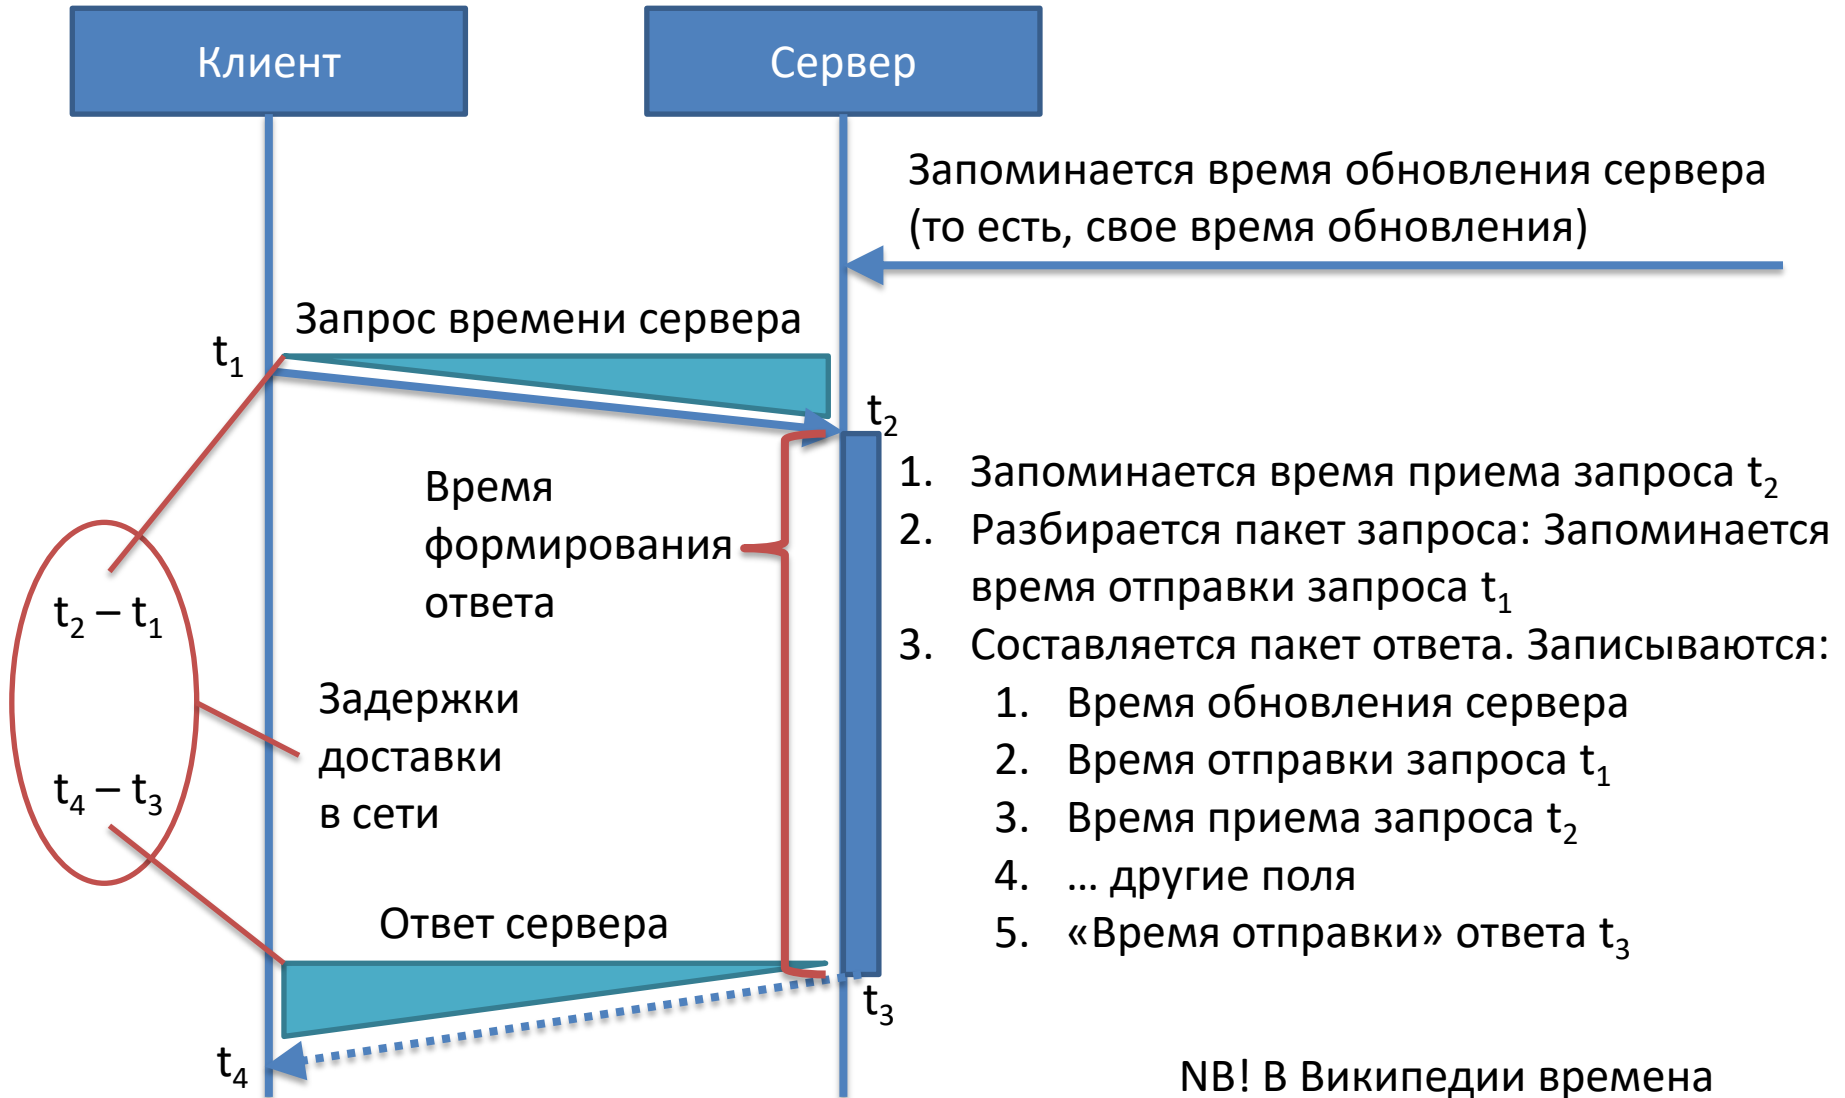 Клиент
Сервер
Запоминается время обновления сервера
(то есть, свое время обновления)
Запрос времени сервера
t1
t2
Время
формирования
ответа
1. Запоминается время приема запроса t2
2. Разбирается пакет запроса: Запоминается
время отправки запроса t1
3. Составляется пакет ответа. Записываются:
1. Время обновления сервера
2. Время отправки запроса t1
3. Время приема запроса t2
4. … другие поля
5. «Время отправки» ответа t3
t2 – t1
Задержки
доставки
в сети
t4 – t3
Ответ сервера
t3
t4
NB! В Википедии времена